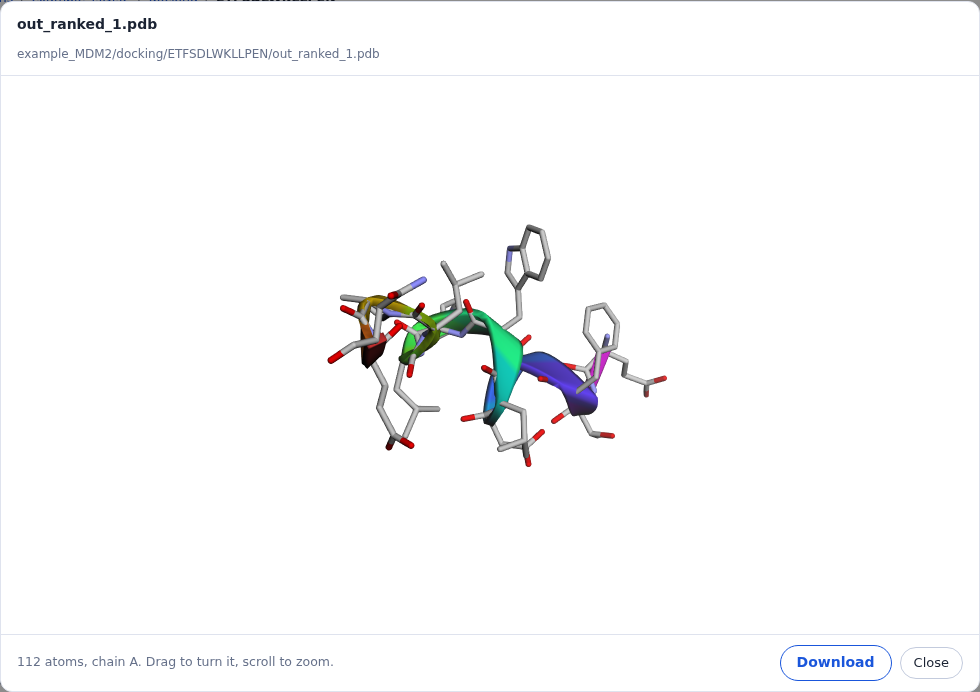 out_ranked_1.pdb
example_MDM2/docking/ETFSDLWKLLPEN/out_ranked_1.pdb
112 atoms, chain A. Drag to turn it, scroll to zoom.
Download
Close